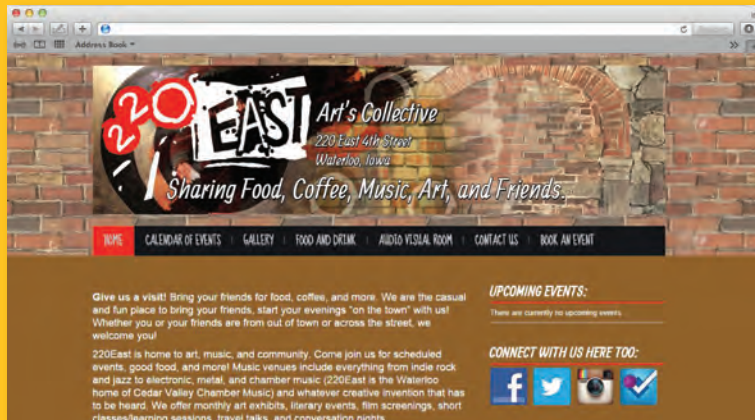 Address Book
220
EAST
Art's Collective
220 East 4th Street
Waterloo, Iowa
Sharing Food, Coffee, Music, Art, and Friends.
HOME
CALENDAR OF EVENTS
GALLERY
FOOD AND DRINK
AUDIO VISUAL ROOM
CONTACT US
BOOK AN EVENT
Give us a visit! Bring your friends for food, coffee, and more. We are the casual
and fun place to bring your friends, start your evenings "on the town" with us!
Whether you or your friends are from out of town or across the street, we
welcome you!
220East is home to art, music, and community. Come join us for scheduled
events, good food, and more! Music venues include everything from indie rock
and jazz to electronic, metal, and chamber music (220East is the Waterloo
home of Cedar Valley Chamber Music) and whatever creative invention that has
to be heard. We offer monthly art exhibits, literary events, film screenings, short
classes/learning sessions, travel talks, and conversation nights.
UPCOMING EVENTS:
There are currently no upcoming events.
CONNECT WITH US HERE TOO: